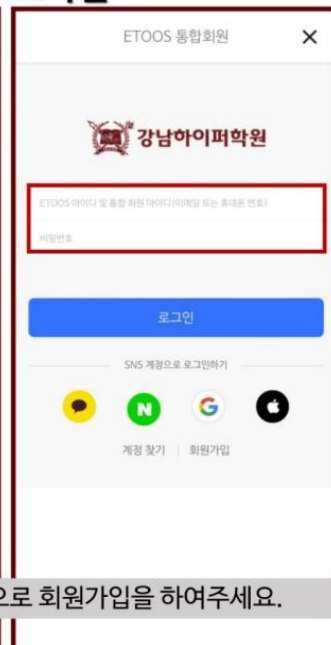 ETOOS 통합회원
강남하이퍼학원
ETOOS 아이디 및 통합 회원 아이디(이메일 또는 휴대폰 번호)
비밀번호
로그인
SNS 계정으로 로그인하기
N G
계정 찾기 | 회원가입
으로 회원가입을 하여주세요.